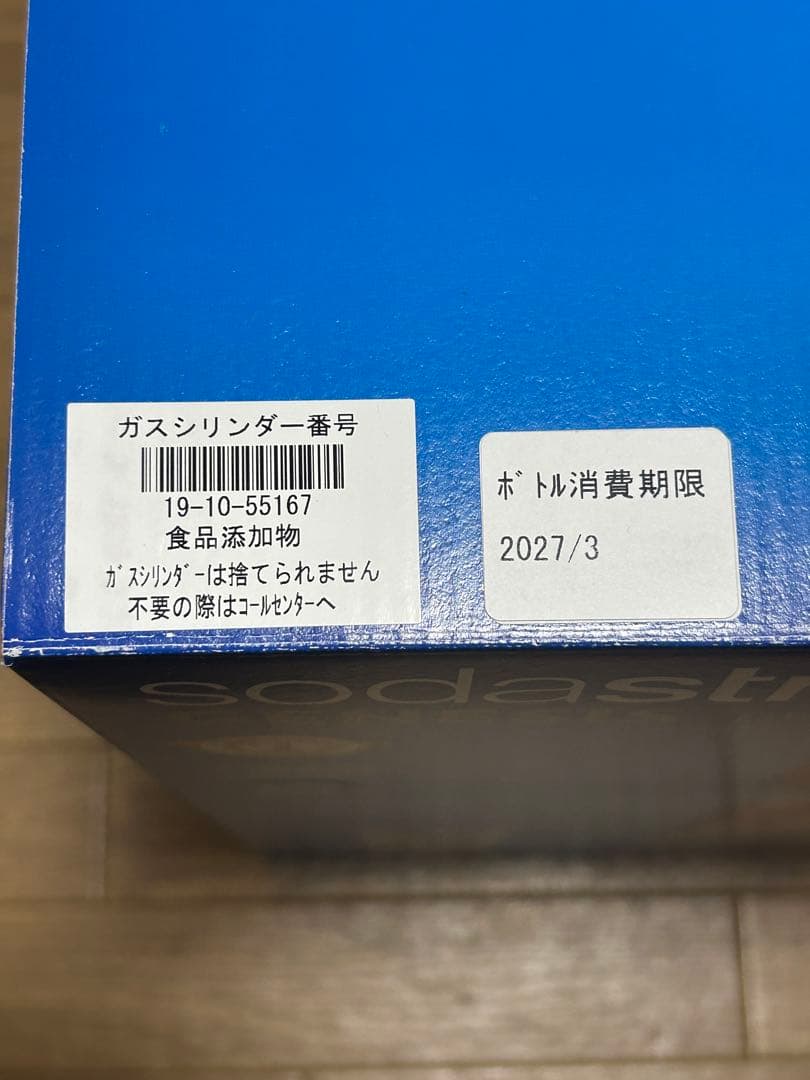 ガスシリンダー番号
19-10-55167
食品添加物
ｶﾞｽｼﾘﾝﾀﾞｰは捨てられません
不要の際はｺｰﾙｾﾝﾀｰへ
ﾎﾞﾄﾙ消費期限
2027/3
sodastr